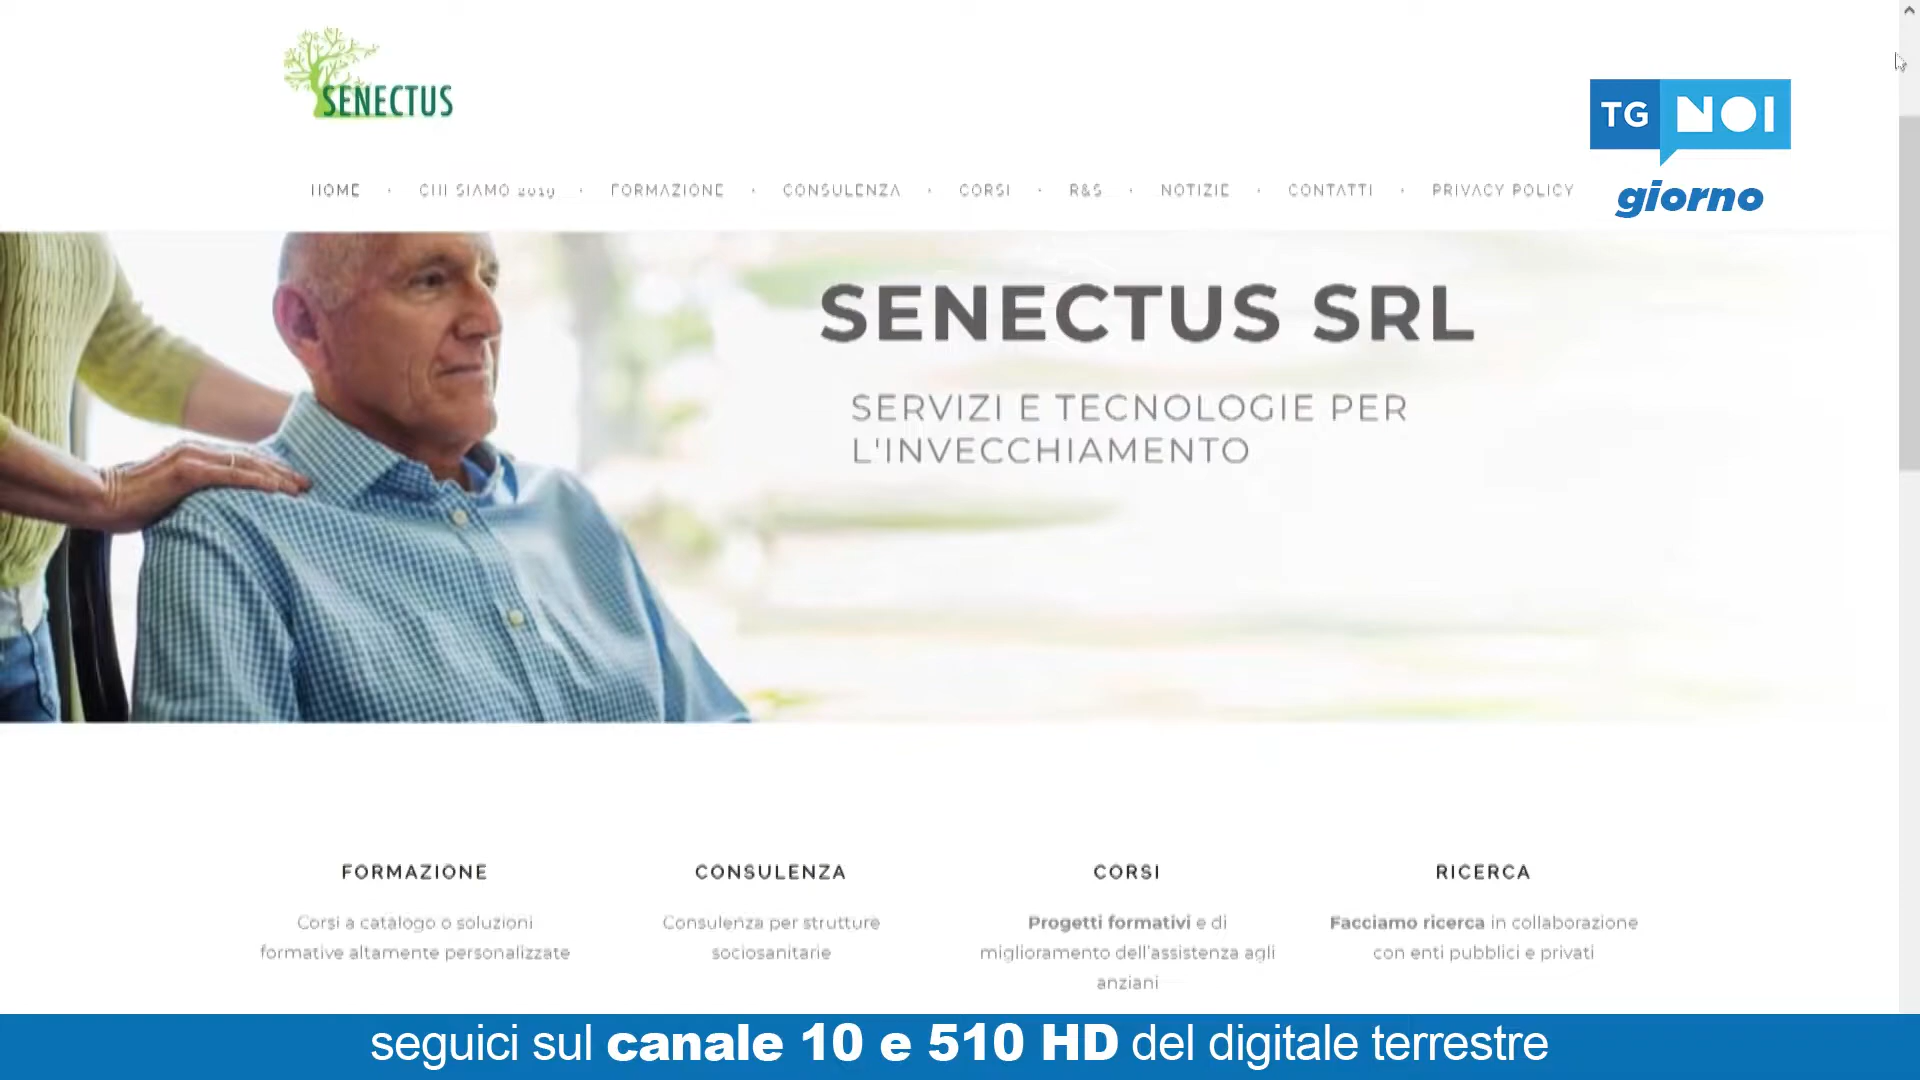 SENECTUS
TG NOI
giorno
HOME · CHI SIAMO 2019 · FORMAZIONE · CONSULENZA · CORSI · R&S · NOTIZIE · CONTATTI · PRIVACY POLICY
SENECTUS SRL
SERVIZI E TECNOLOGIE PER
L'INVECCHIAMENTO
FORMAZIONE
Corsi a catalogo o soluzioni
formative altamente personalizzate
CONSULENZA
Consulenza per strutture
sociosanitarie
CORSI
Progetti formativi e di
miglioramento dell'assistenza agli
anziani
RICERCA
Facciamo ricerca in collaborazione
con enti pubblici e privati
seguici sul canale 10 e 510 HD del digitale terrestre